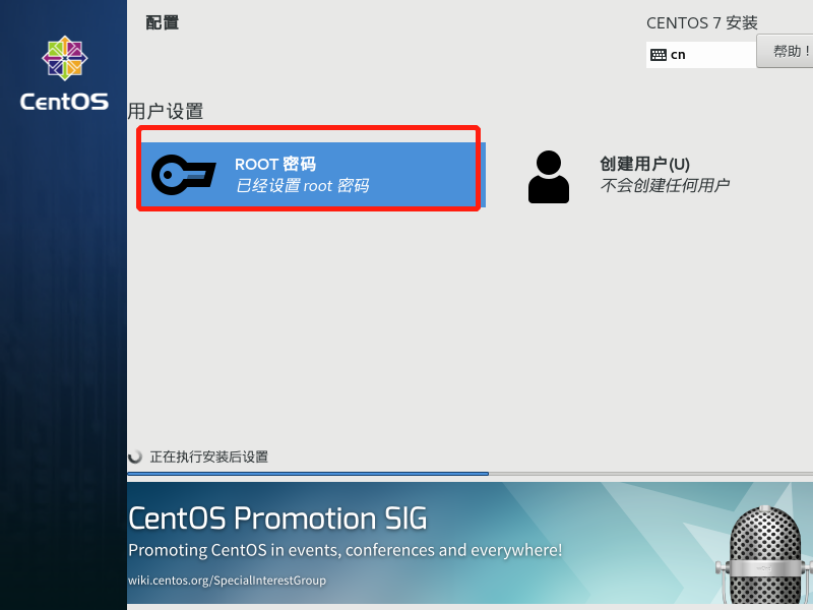 配置
CENTOS 7 安装
cn
帮助！
CentOS
用户设置
ROOT 密码
已经设置 root 密码
创建用户(U)
不会创建任何用户
正在执行安装后设置
CentOS Promotion SIG
Promoting CentOS in events, conferences and everywhere!
wiki.centos.org/SpecialInterestGroup